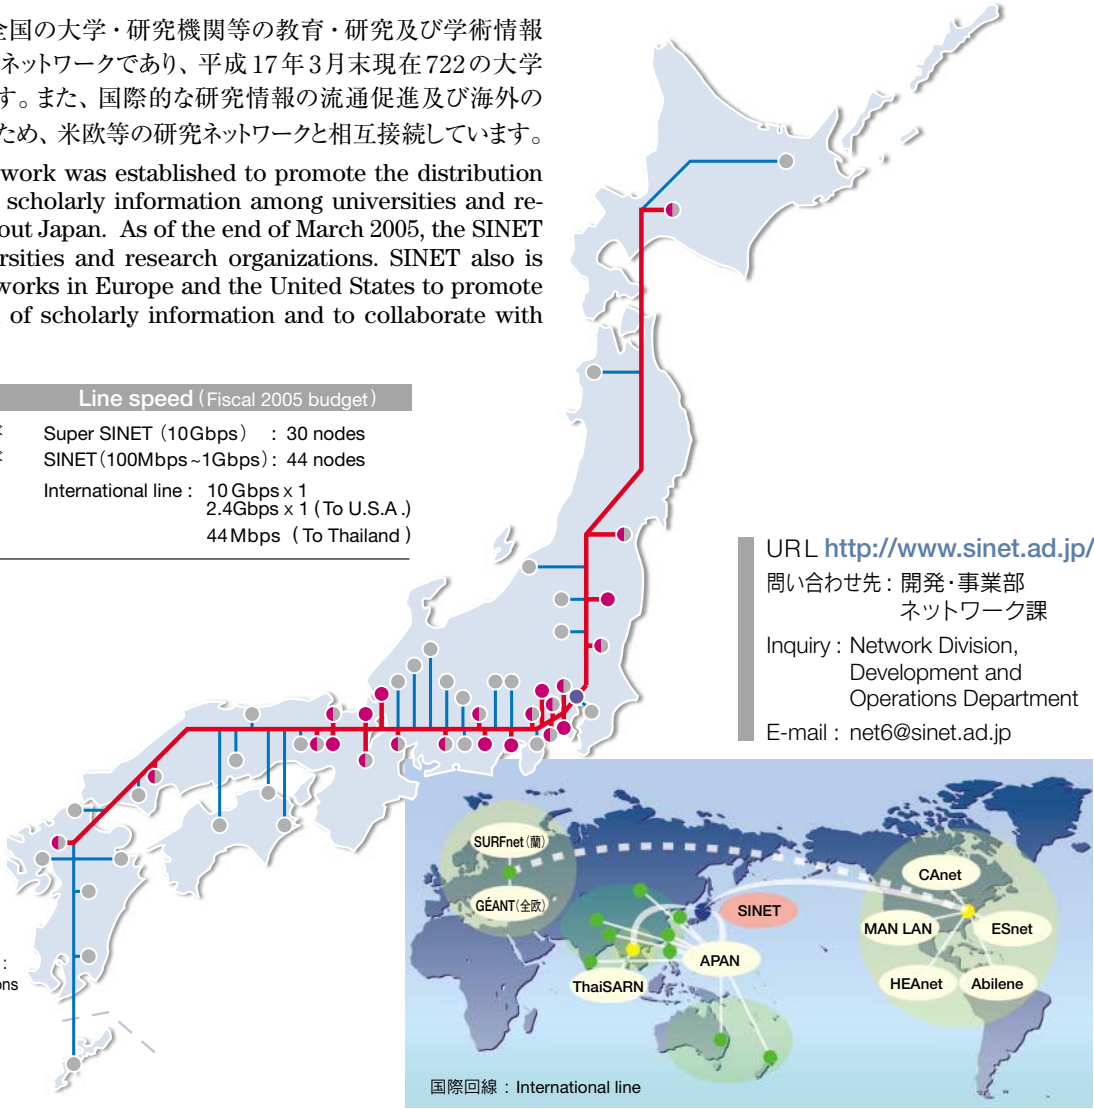 全国の大学・研究機関等の教育・研究及び学術情報
ネットワークであり、平成17年3月末現在722の大学
す。また、国際的な研究情報の流通促進及び海外の
ため、米欧等の研究ネットワークと相互接続しています。
work was established to promote the distribution
scholarly information among universities and re-
out Japan. As of the end of March 2005, the SINET
rsities and research organizations. SINET also is
works in Europe and the United States to promote
of scholarly information and to collaborate with
Line speed (Fiscal 2005 budget)
Super SINET (10Gbps) : 30 nodes
SINET(100Mbps~1Gbps) : 44 nodes
International line : 10 Gbps x 1
2.4Gbps x 1 (To U.S.A.)
44Mbps (To Thailand)
URL http://www.sinet.ad.jp/
問い合わせ先：開発・事業部
ネットワーク課
Inquiry : Network Division,
Development and
Operations Department
E-mail : net6@sinet.ad.jp
SURFnet(蘭)
GÉANT(全欧)
SINET
APAN
ThaiSARN
CAnet
MAN LAN
ESnet
HEAnet
Abilene
:
ons
国際回線：International line